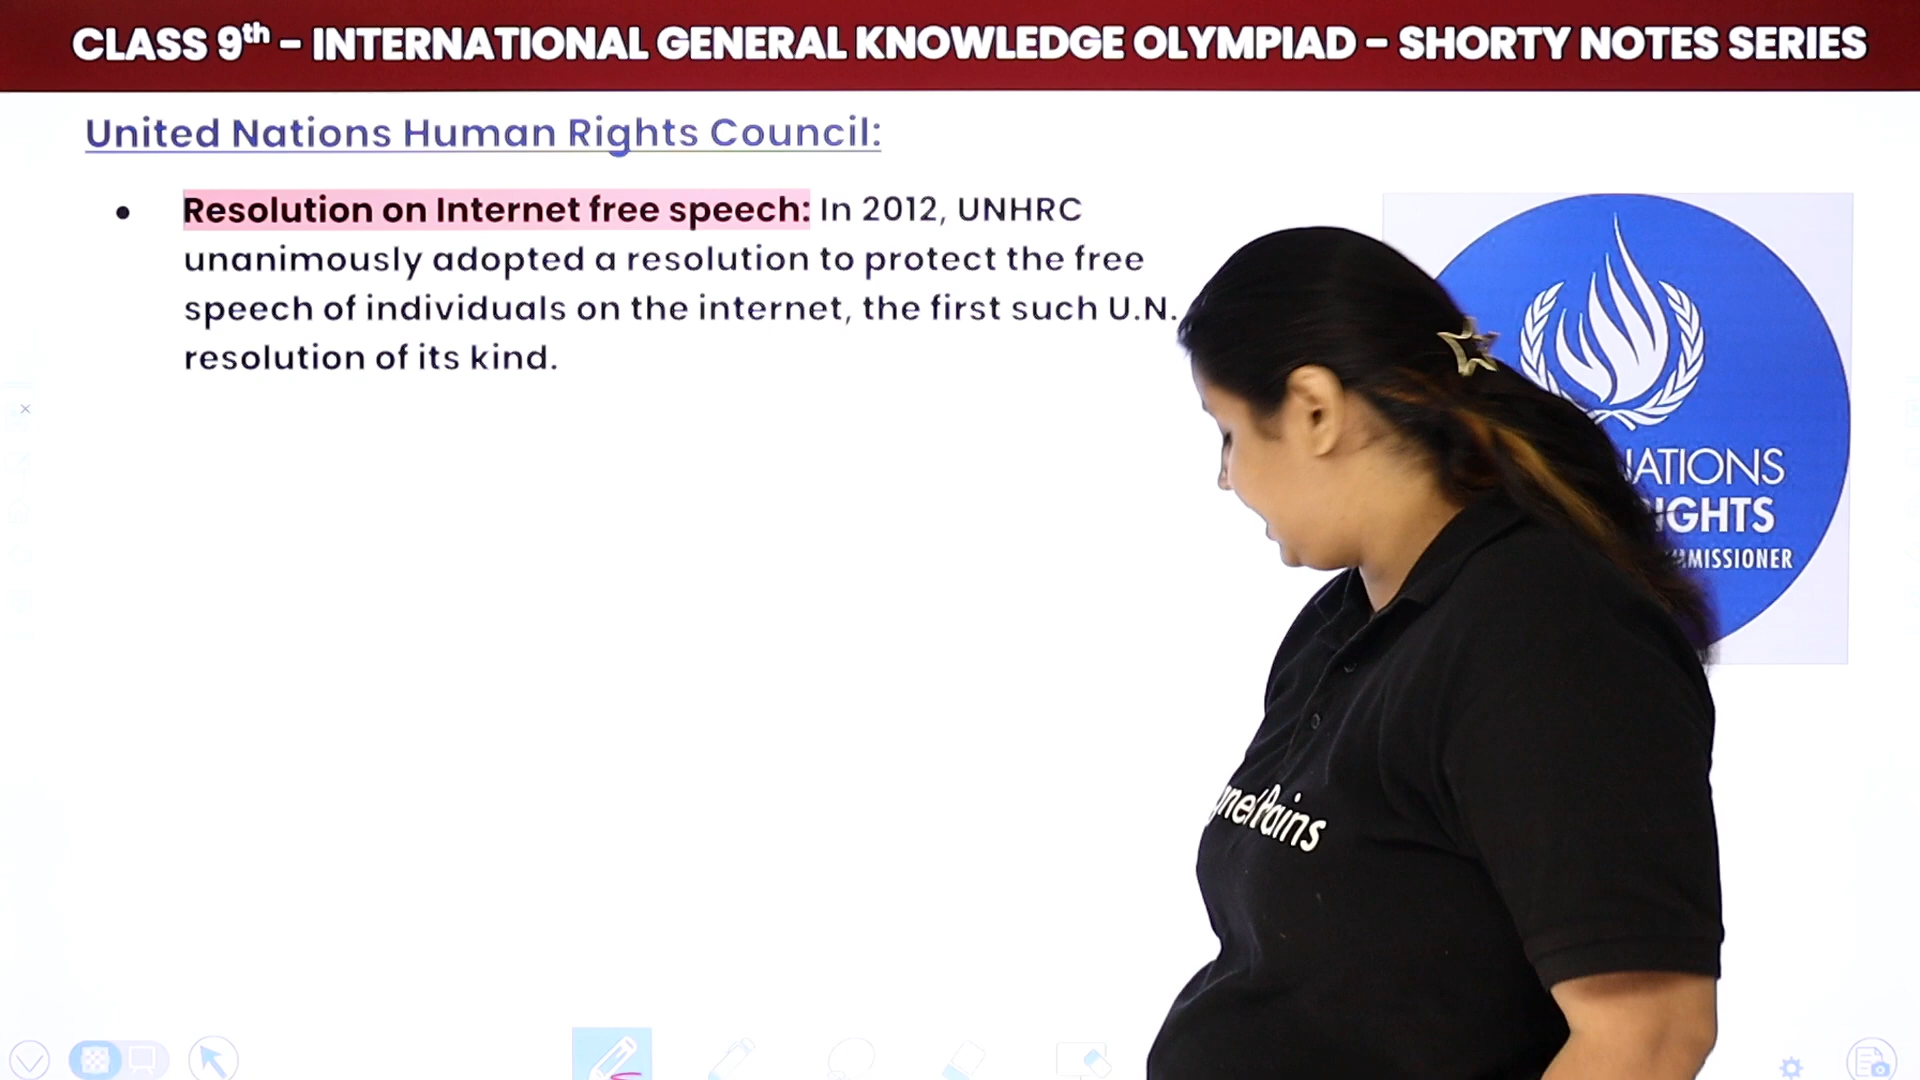 CLASS 9th – INTERNATIONAL GENERAL KNOWLEDGE OLYMPIAD – SHORTY NOTES SERIES
United Nations Human Rights Council:
• Resolution on Internet free speech: In 2012, UNHRC
unanimously adopted a resolution to protect the free
speech of individuals on the internet, the first such U.N.
resolution of its kind.